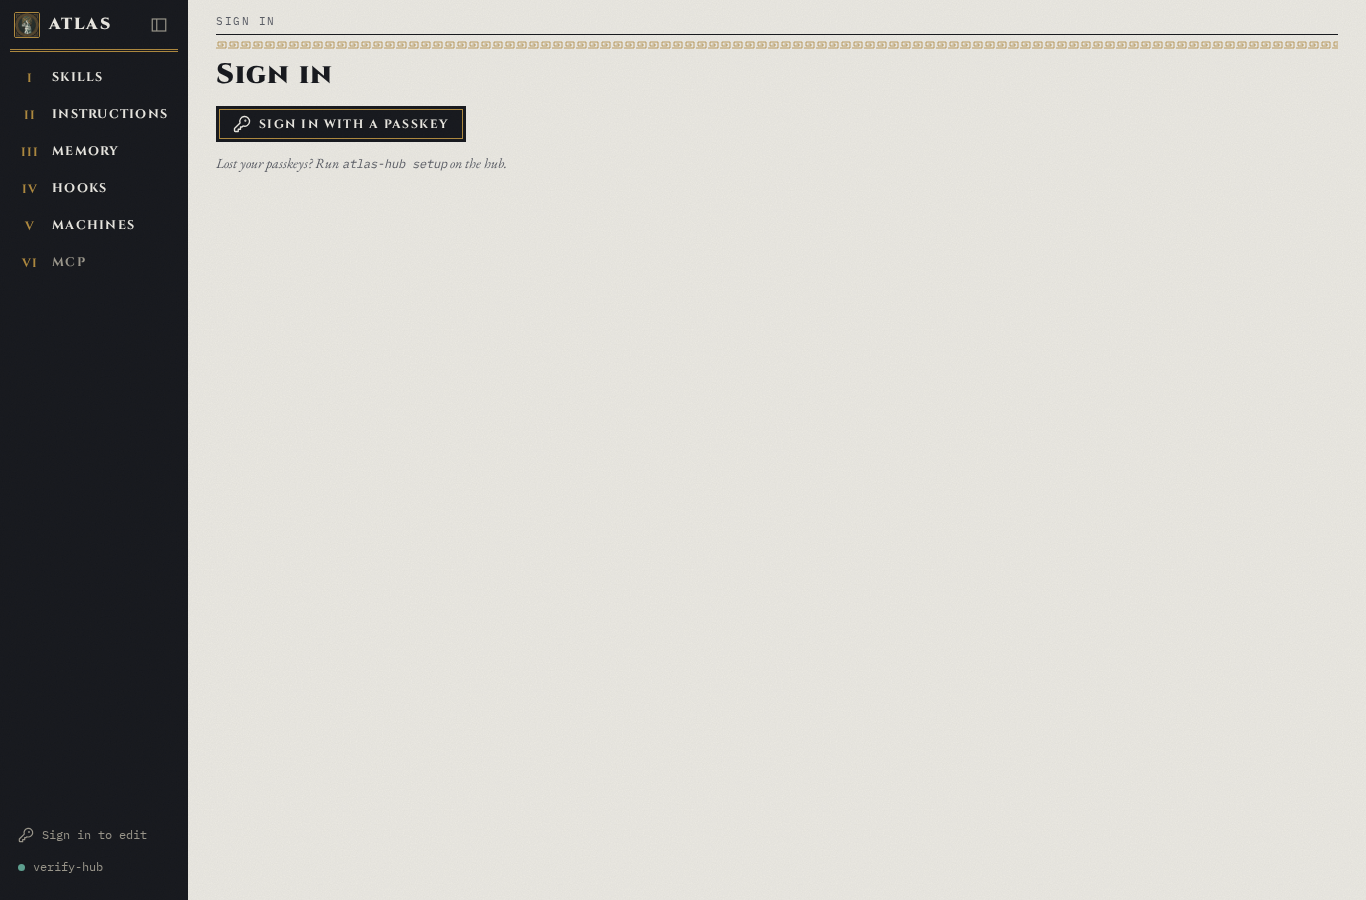 ATLAS
I SKILLS
II INSTRUCTIONS
III MEMORY
IV HOOKS
V MACHINES
VI MCP
Sign in to edit
verify-hub
SIGN IN
Sign in
SIGN IN WITH A PASSKEY
Lost your passkeys? Run atlas-hub setup on the hub.